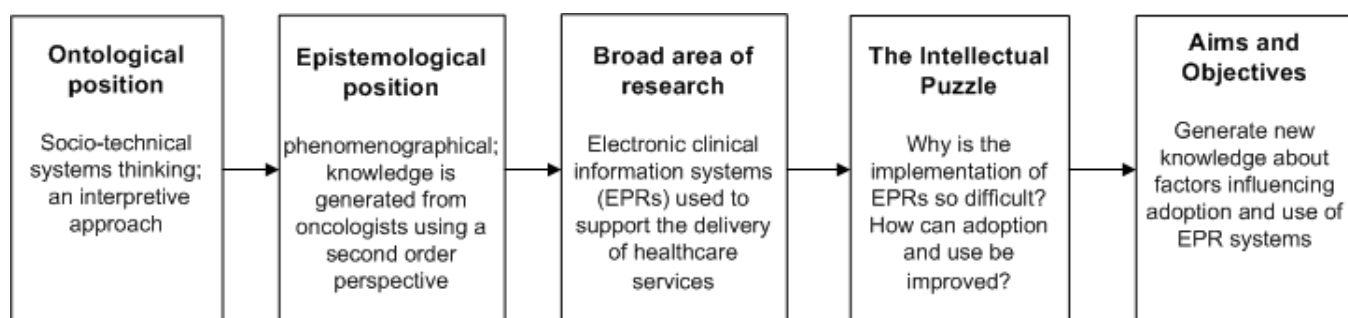 Ontological
position
Socio-technical
systems thinking;
an interpretive
approach
Epistemological
position
phenomenographical;
knowledge is
generated from
oncologists using a
second order
perspective
Broad area of
research
Electronic clinical
information systems
(EPRs) used to
support the delivery
of healthcare
services
The Intellectual
Puzzle
Why is the
implementation of
EPRs so difficult?
How can adoption
and use be
improved?
Aims and
Objectives
Generate new
knowledge about
factors influencing
adoption and use of
EPR systems